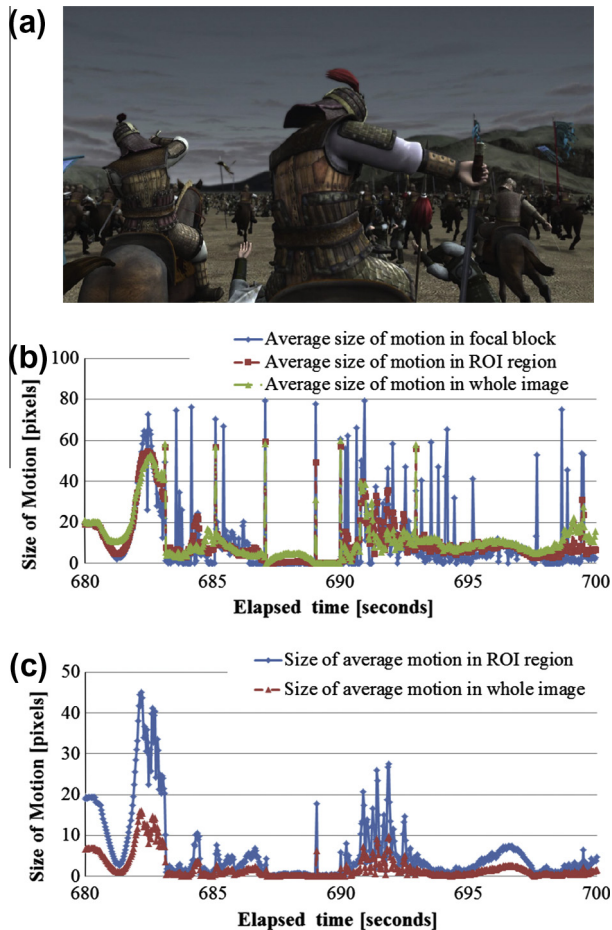 (a)
(b)
Average size of motion in focal block
Average size of motion in ROI region
Average size of motion in whole image
Size of Motion [pixels]
100
80
60
40
20
0
680 685 690 695 700
Elapsed time [seconds]
(c)
Size of average motion in ROI region
Size of average motion in whole image
Size of Motion [pixels]
50
40
30
20
10
0
680 685 690 695 700
Elapsed time [seconds]